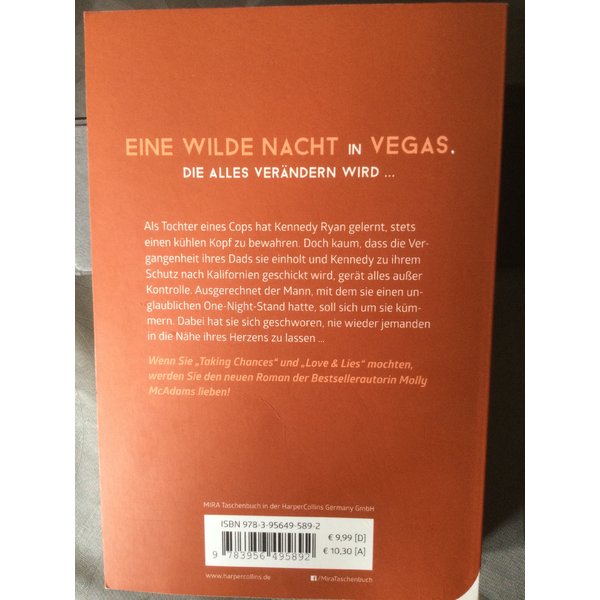 EINE WILDE NACHT IN VEGAS.
DIE ALLES VERÄNDERN WIRD ...
Als Tochter eines Cops hat Kennedy Ryan gelernt, stets
einen kühlen Kopf zu bewahren. Doch kaum, dass die Ver-
gangenheit ihres Dads sie einholt und Kennedy zu ihrem
Schutz nach Kalifornien geschickt wird, gerät alles außer
Kontrolle. Ausgerechnet der Mann, mit dem sie einen un-
glaublichen One-Night-Stand hatte, soll sich um sie küm-
mern. Dabei hat sie sich geschworen, nie wieder jemanden
in die Nähe ihres Herzens zu lassen ...
Wenn Sie „Taking Chances“ und „Love & Lies“ mochten,
werden Sie den neuen Roman der Bestsellerautorin Molly
McAdams lieben!
MIRA Taschenbuch in der HarperCollins Germany GmbH
ISBN 978-3-95649-589-2
€ 9,99 [D]
€ 10,30 [A]
9 783956 495892
www.harpercollins.de
f/MiraTaschenbuch